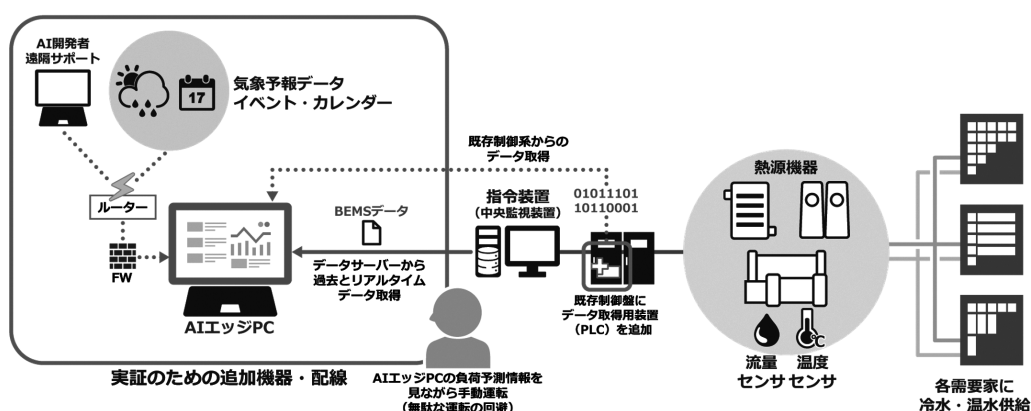 AI開発者
遠隔サポート
17
気象予報データ
イベント・カレンダー
ルーター
FW
AIエッジPC
BEMSデータ
データサーバーから
過去とリアルタイム
データ取得
既存制御系からの
データ取得
指令装置
（中央監視装置）
01011101
10110001
既存制御盤に
データ取得用装置
（PLC）を追加
熱源機器
℃
流量
センサ
温度
センサ
各需要家に
冷水・温水供給
実証のための追加機器・配線
AIエッジPCの負荷予測情報を
見ながら手動運転
（無駄な運転の回避）